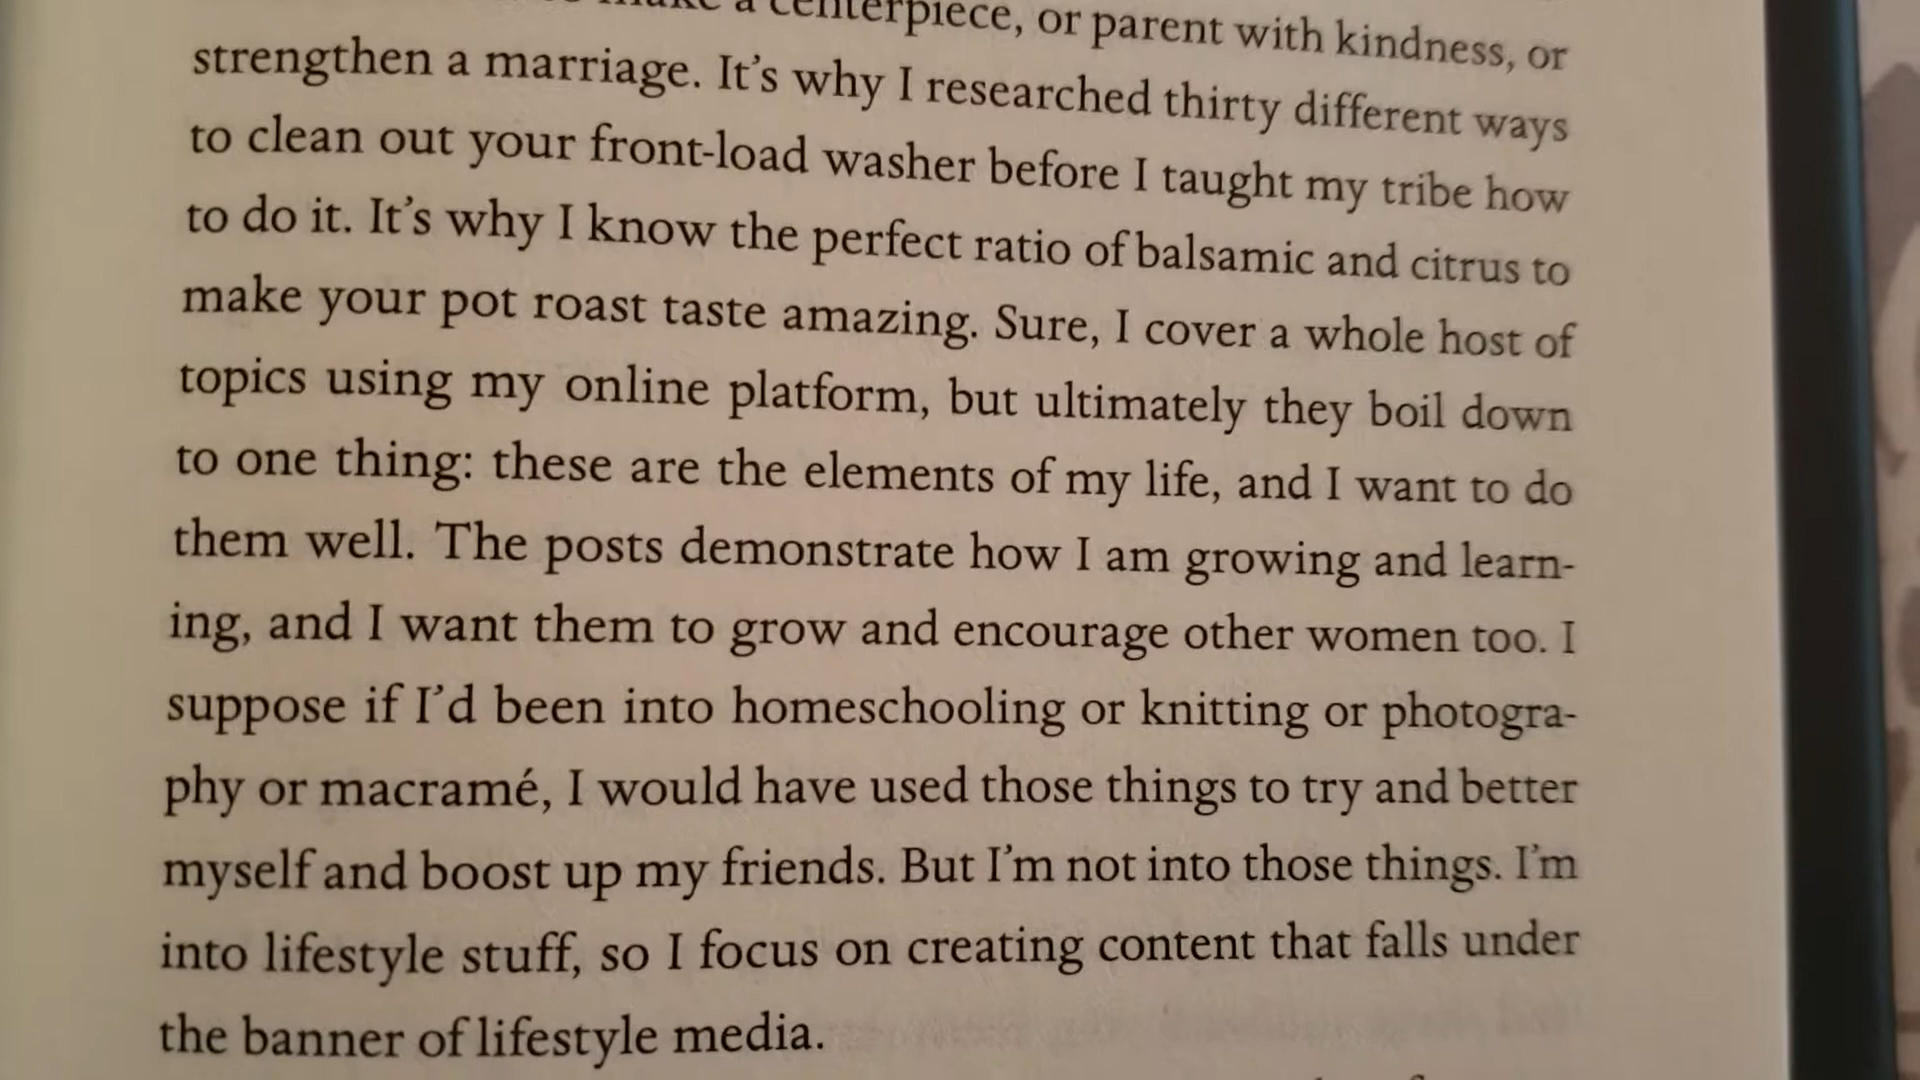 make a centerpiece, or parent with kindness, or
strengthen a marriage. It’s why I researched thirty different ways
to clean out your front-load washer before I taught my tribe how
to do it. It’s why I know the perfect ratio of balsamic and citrus to
make your pot roast taste amazing. Sure, I cover a whole host of
topics using my online platform, but ultimately they boil down
to one thing: these are the elements of my life, and I want to do
them well. The posts demonstrate how I am growing and learn-
ing, and I want them to grow and encourage other women too. I
suppose if I’d been into homeschooling or knitting or photogra-
phy or macramé, I would have used those things to try and better
myself and boost up my friends. But I’m not into those things. I’m
into lifestyle stuff, so I focus on creating content that falls under
the banner of lifestyle media.